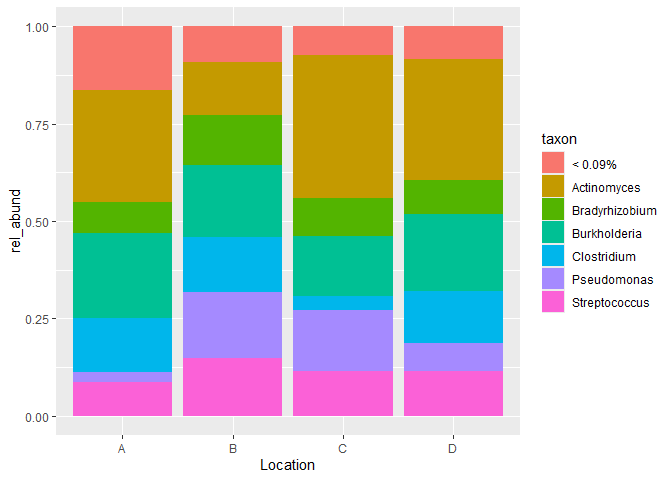 1.00
0.75
0.50
0.25
0.00
rel_abund
A B C D
Location
taxon
< 0.09%
Actinomyces
Bradyrhizobium
Burkholderia
Clostridium
Pseudomonas
Streptococcus